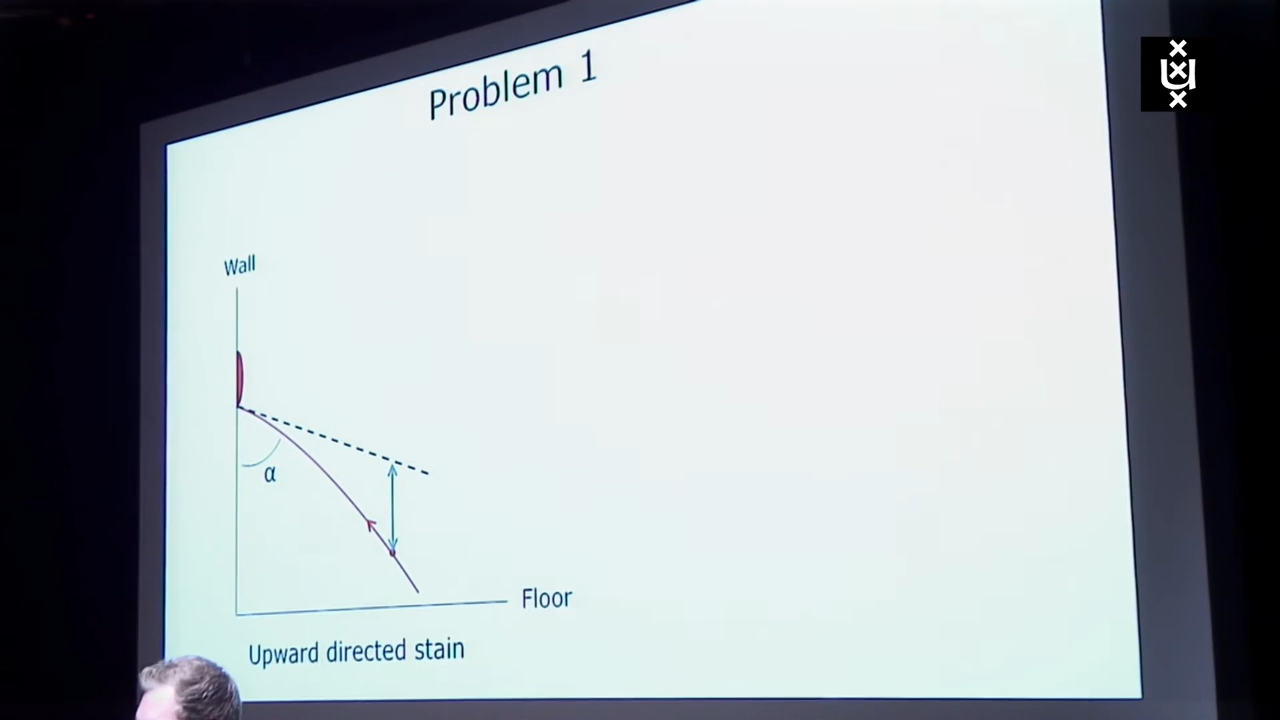 Problem 1
Wall
α
Floor
Upward directed stain